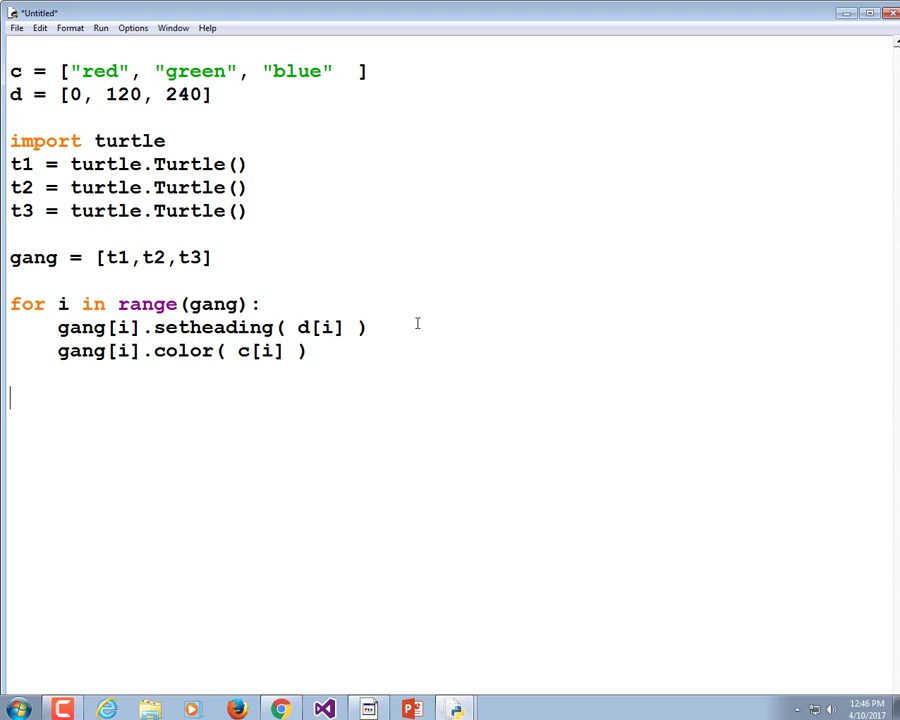 *Untitled*
File Edit Format Run Options Window Help
c = ["red", "green", "blue"  ]
d = [0, 120, 240]
import turtle
t1 = turtle.Turtle()
t2 = turtle.Turtle()
t3 = turtle.Turtle()
gang = [t1,t2,t3]
for i in range(gang):
    gang[i].setheading( d[i] )
    gang[i].color( c[i] )
12:46 PM
4/10/2017